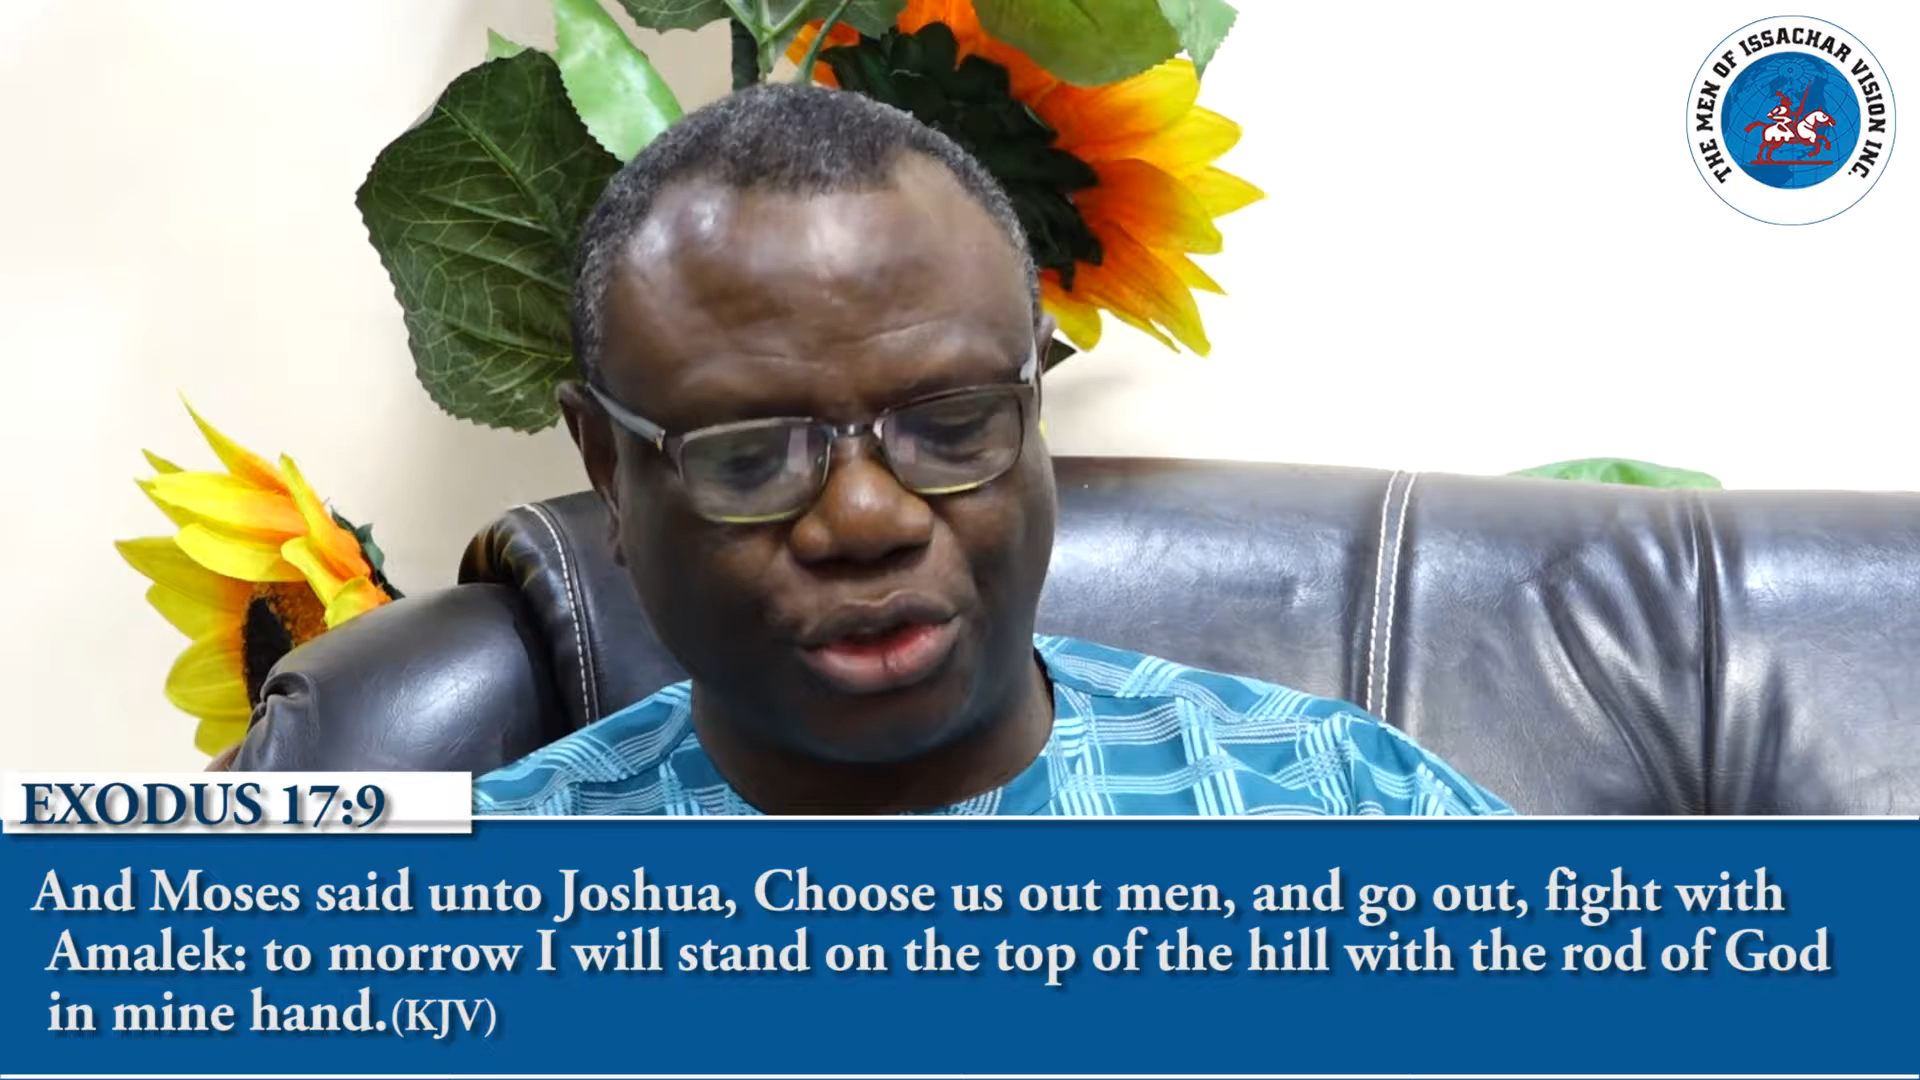 THE MEN OF ISSACHAR VISION INC.
EXODUS 17:9
And Moses said unto Joshua, Choose us out men, and go out, fight with
Amalek: to morrow I will stand on the top of the hill with the rod of God
in mine hand.(KJV)